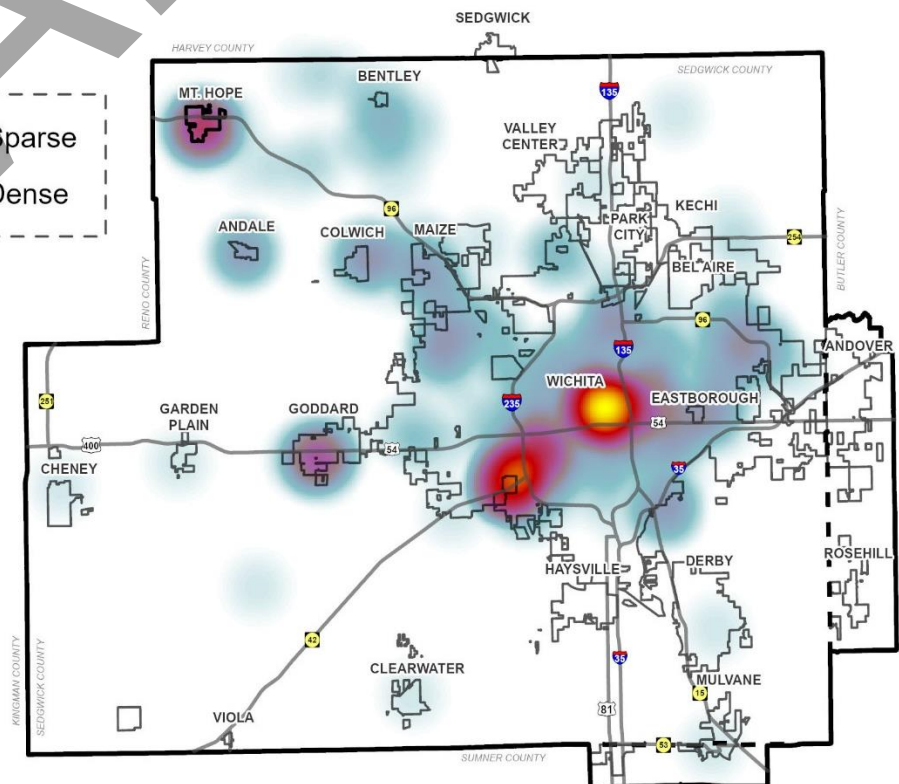 SEDGWICK
HARVEY COUNTY
SEDGWICK COUNTY
BENTLEY
MT. HOPE
135
Sparse
Dense
VALLEY
CENTER
96
KECHI
PARK
CITY
ANDALE
COLWICH
MAIZE
254
BEL AIRE
RENO COUNTY
BUTLER COUNTY
96
135
ANDOVER
WICHITA
EASTBOROUGH
251
235
GARDEN
PLAIN
GODDARD
54
400
54
CHENEY
35
ROSEHILL
HAYSVILLE
DERBY
42
KINGMAN COUNTY
SEDGWICK COUNTY
35
CLEARWATER
MULVANE
15
81
VIOLA
53
SUMNER COUNTY